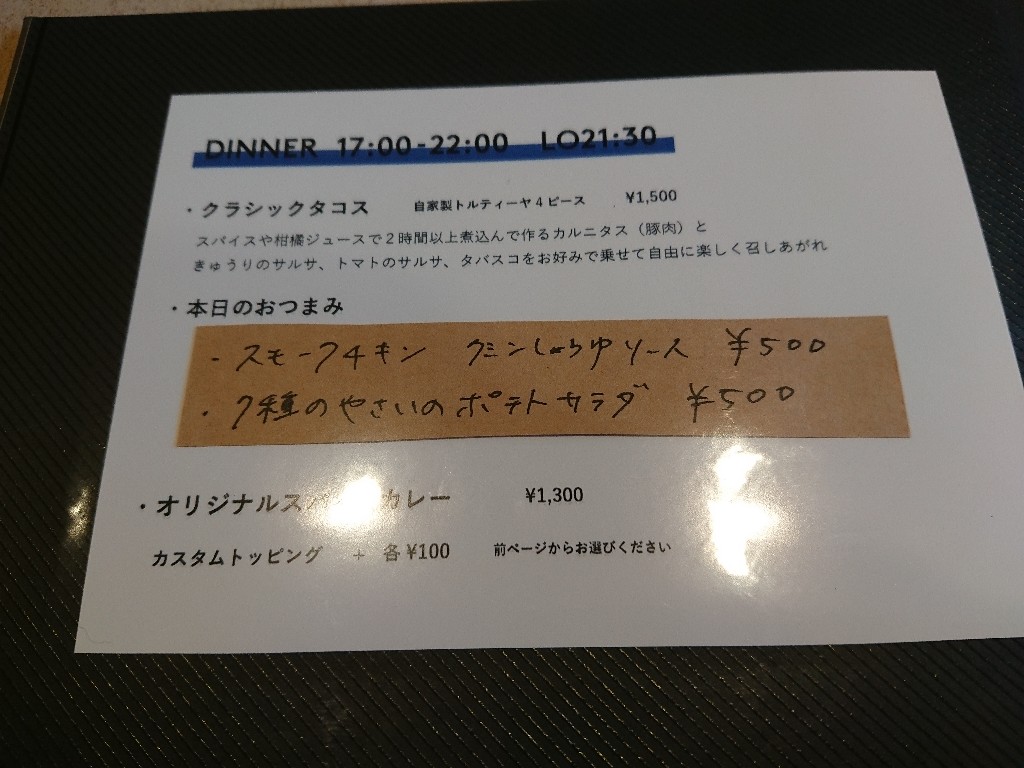 DINNER 17:00-22:00 LO21:30
・クラシックタコス 自家製トルティーヤ4ピース ¥1,500
スパイスや柑橘ジュースで2時間以上煮込んで作るカルニタス（豚肉）と
きゅうりのサルサ、トマトのサルサ、タバスコをお好みで乗せて自由に楽しく召しあがれ
・本日のおつまみ
・スモークチキン クミンしょうゆソース ¥500
・7種のやさいのポテトサラダ ¥500
・オリジナルスパ カレー ¥1,300
カスタムトッピング + 各¥100 前ページからお選びください